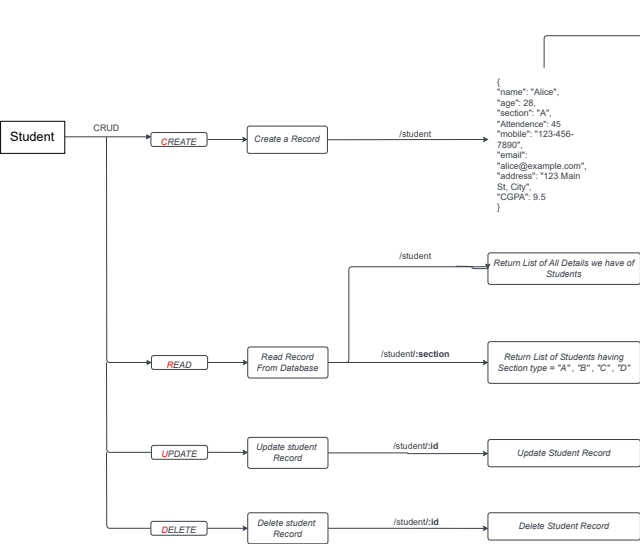 Student
CRUD
CREATE
Create a Record
/student
{
"name": "Alice",
"age": 28,
"section": "A",
"Attendence": 45
"mobile": "123-456-
7890",
"email":
"alice@example.com",
"address": "123 Main
St, City",
"CGPA": 9.5
}
/student
Return List of All Details we have of
Students
READ
Read Record
From Database
/student/:section
Return List of Students having
Section type = "A" , "B" , "C" , "D"
UPDATE
Update student
Record
/student/:id
Update Student Record
DELETE
Delete student
Record
/student/:id
Delete Student Record